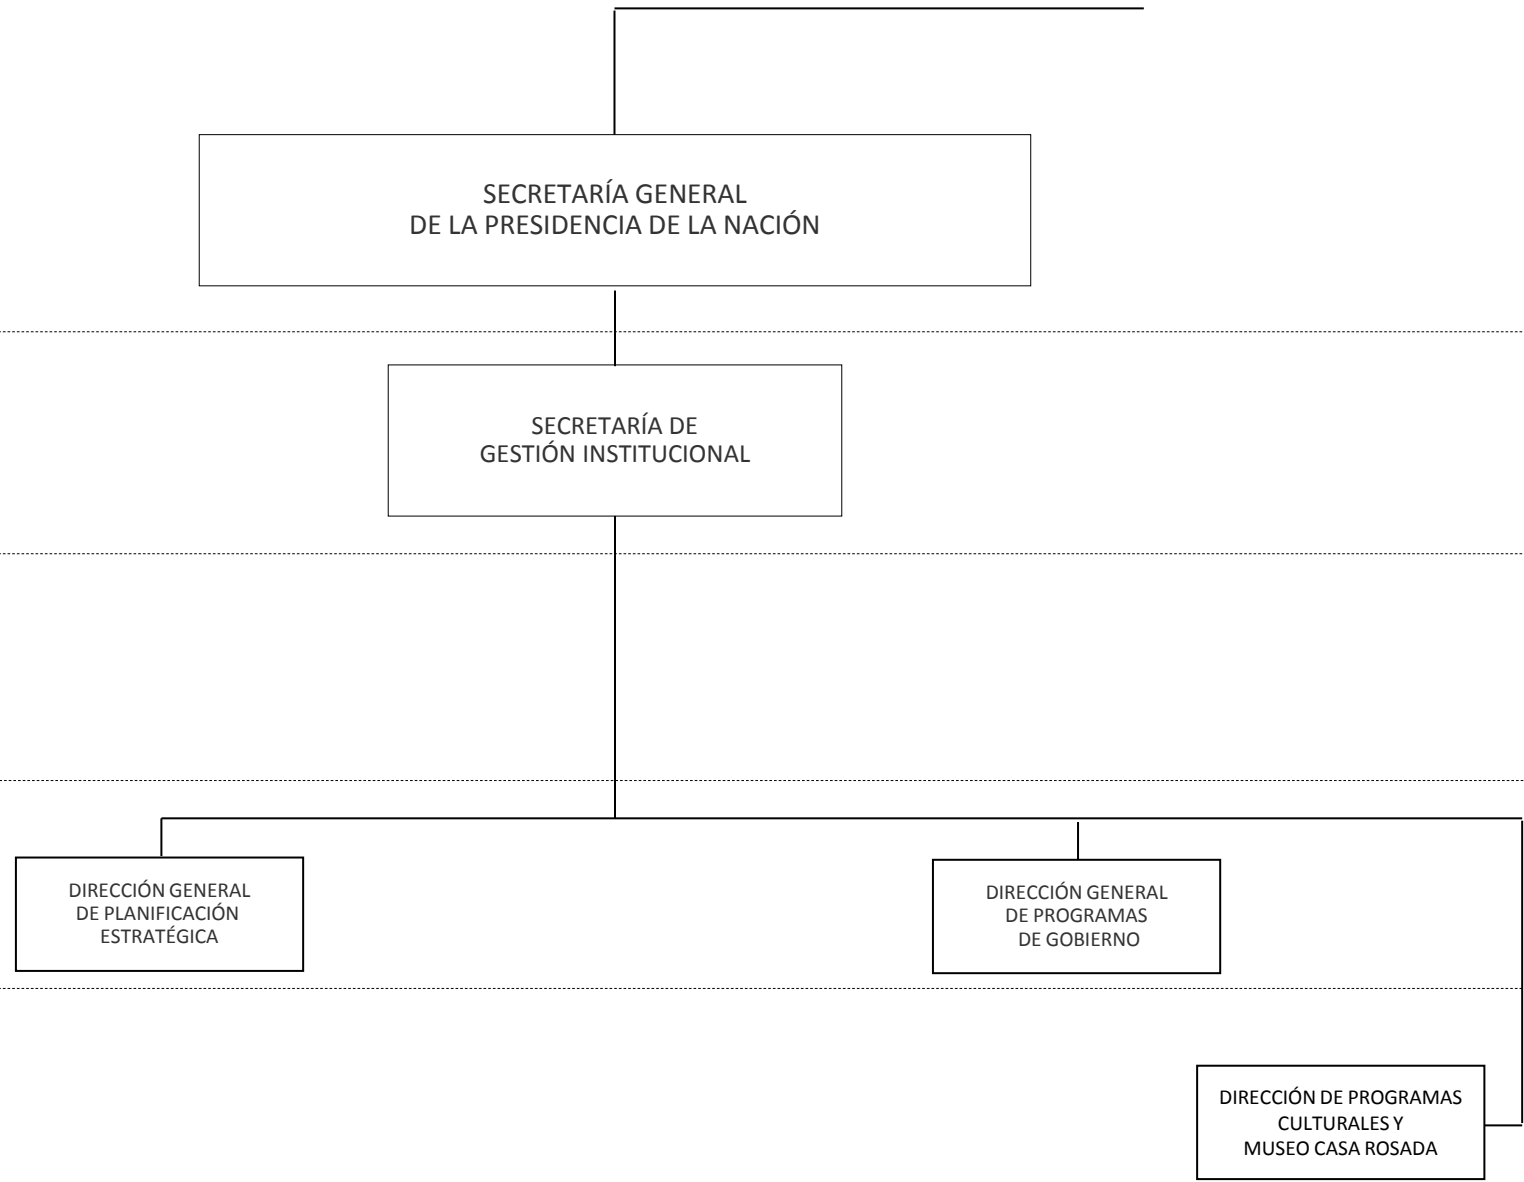 SECRETARÍA GENERAL
DE LA PRESIDENCIA DE LA NACIÓN
SECRETARÍA DE
GESTIÓN INSTITUCIONAL
DIRECCIÓN GENERAL
DE PLANIFICACIÓN
ESTRATÉGICA
DIRECCIÓN GENERAL
DE PROGRAMAS
DE GOBIERNO
DIRECCIÓN DE PROGRAMAS
CULTURALES Y
MUSEO CASA ROSADA